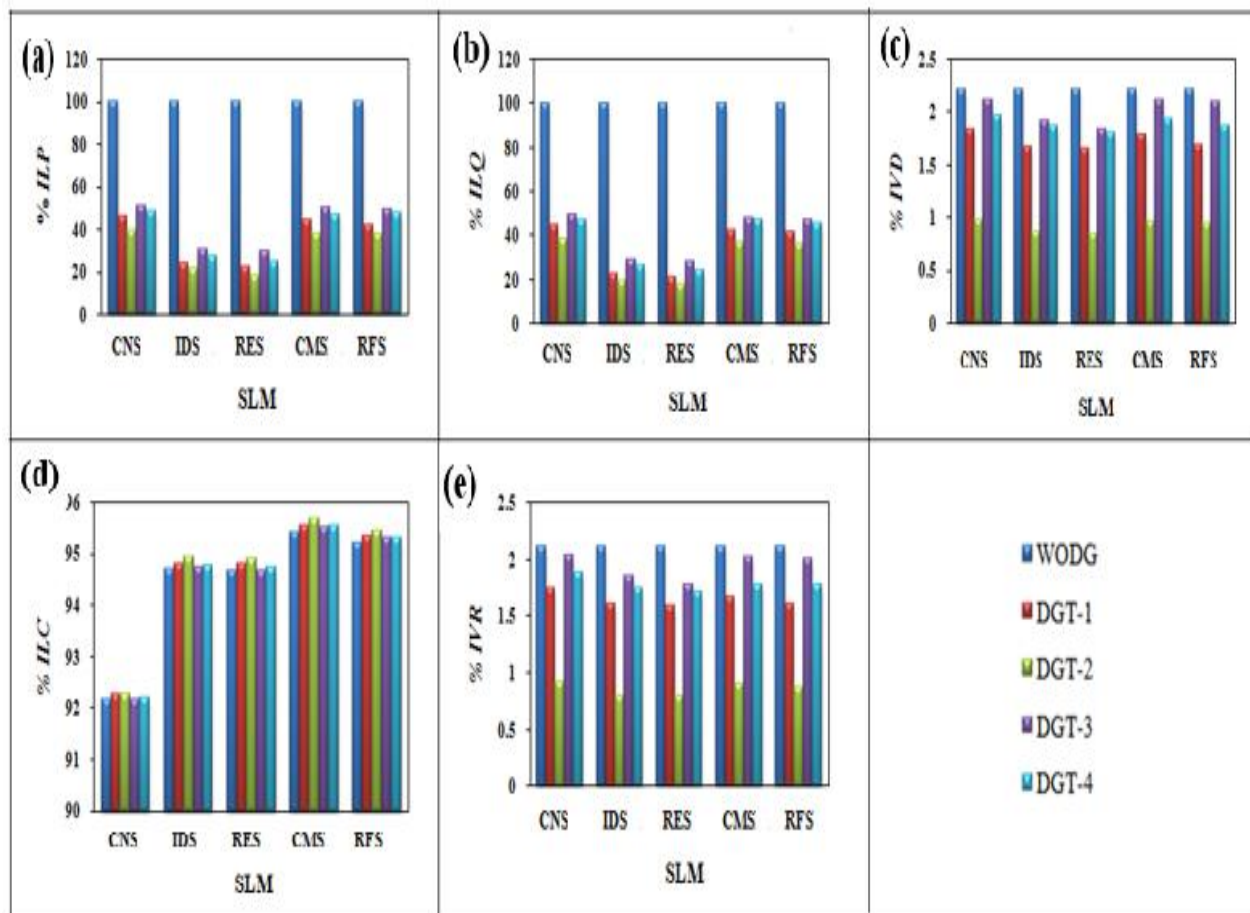 (a)
% ILP
120
100
80
60
40
20
0
CNS IDS RES CMS RFS
SLM
(b)
% ILQ
120
100
80
60
40
20
0
CNS IDS RES CMS RFS
SLM
(c)
% IVD
2.5
2
1.5
1
0.5
0
CNS IDS RES CMS RFS
SLM
(d)
% ILC
96
95
94
93
92
91
90
CNS IDS RES CMS RFS
SLM
(e)
% IVR
2.5
2
1.5
1
0.5
0
CNS IDS RES CMS RFS
SLM
WODG
DGT-1
DGT-2
DGT-3
DGT-4